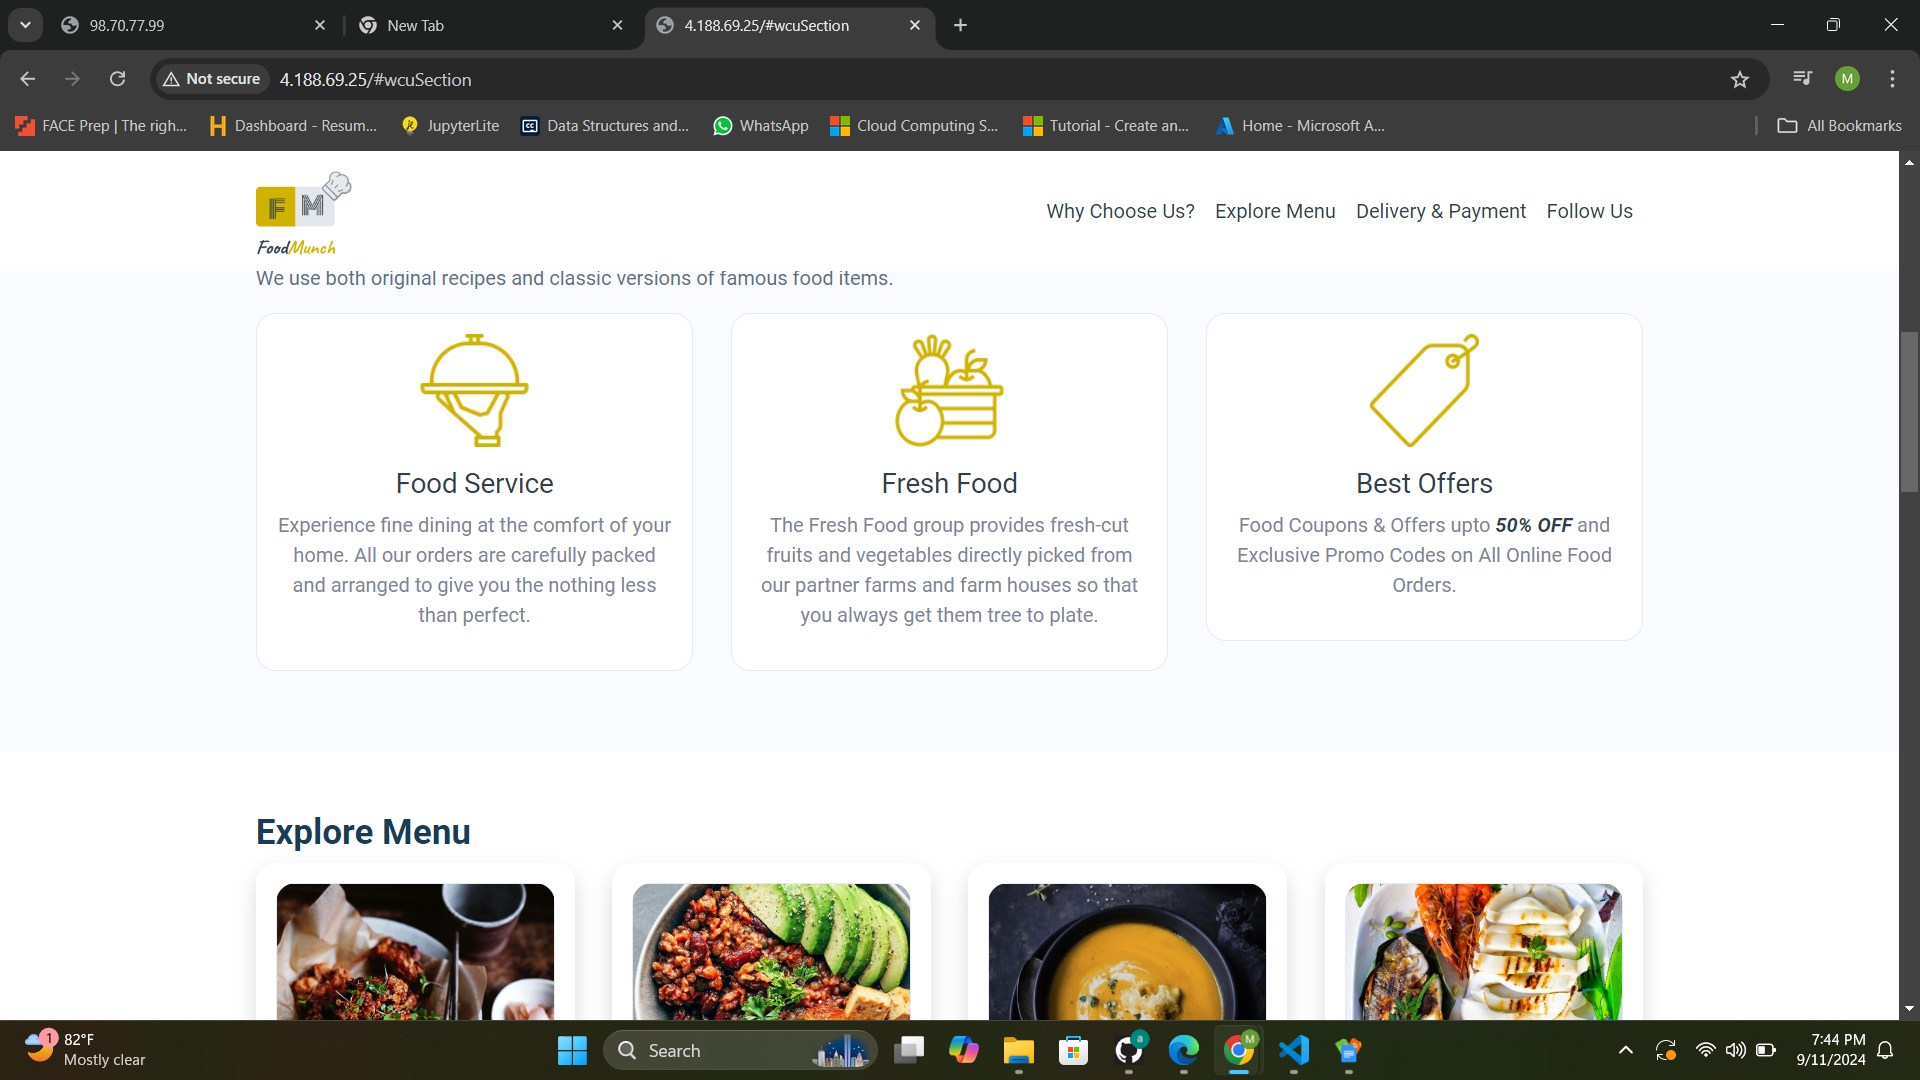 98.70.77.99
New Tab
4.188.69.25/#wcuSection
Not secure
4.188.69.25/#wcuSection
M
FACE Prep | The righ...
Dashboard - Resum...
JupyterLite
Data Structures and...
WhatsApp
Cloud Computing S...
Tutorial - Create an...
Home - Microsoft A...
All Bookmarks
F M
FoodMunch
Why Choose Us?
Explore Menu
Delivery & Payment
Follow Us
We use both original recipes and classic versions of famous food items.
Food Service
Experience fine dining at the comfort of your
home. All our orders are carefully packed
and arranged to give you the nothing less
than perfect.
Fresh Food
The Fresh Food group provides fresh-cut
fruits and vegetables directly picked from
our partner farms and farm houses so that
you always get them tree to plate.
Best Offers
Food Coupons & Offers upto 50% OFF and
Exclusive Promo Codes on All Online Food
Orders.
Explore Menu
1
82°F
Mostly clear
Search
a
M
7:44 PM
9/11/2024